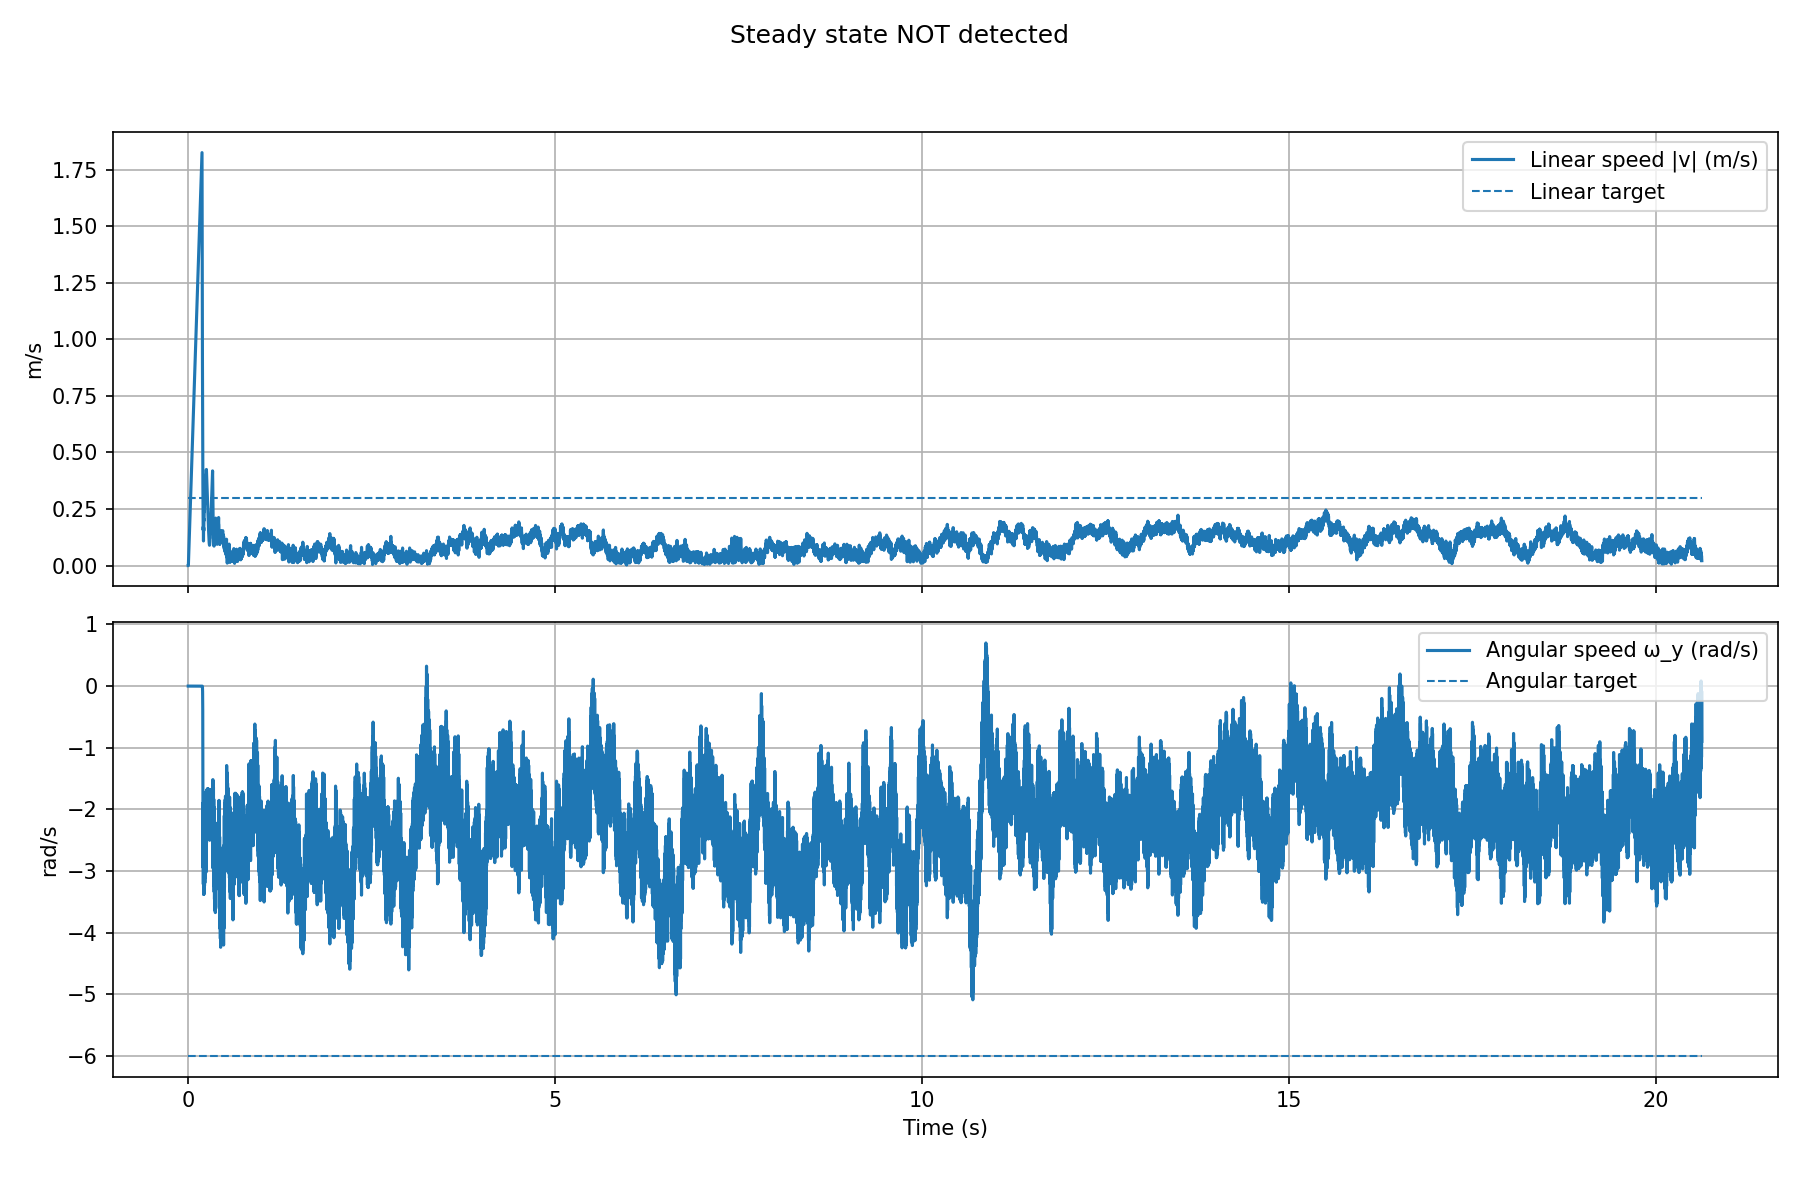 Steady state NOT detected
1.75
1.50
1.25
1.00
0.75
0.50
0.25
0.00
m/s
Linear speed |v| (m/s)
Linear target
1
0
−1
−2
−3
−4
−5
−6
rad/s
Angular speed ω_y (rad/s)
Angular target
0
5
10
15
20
Time (s)